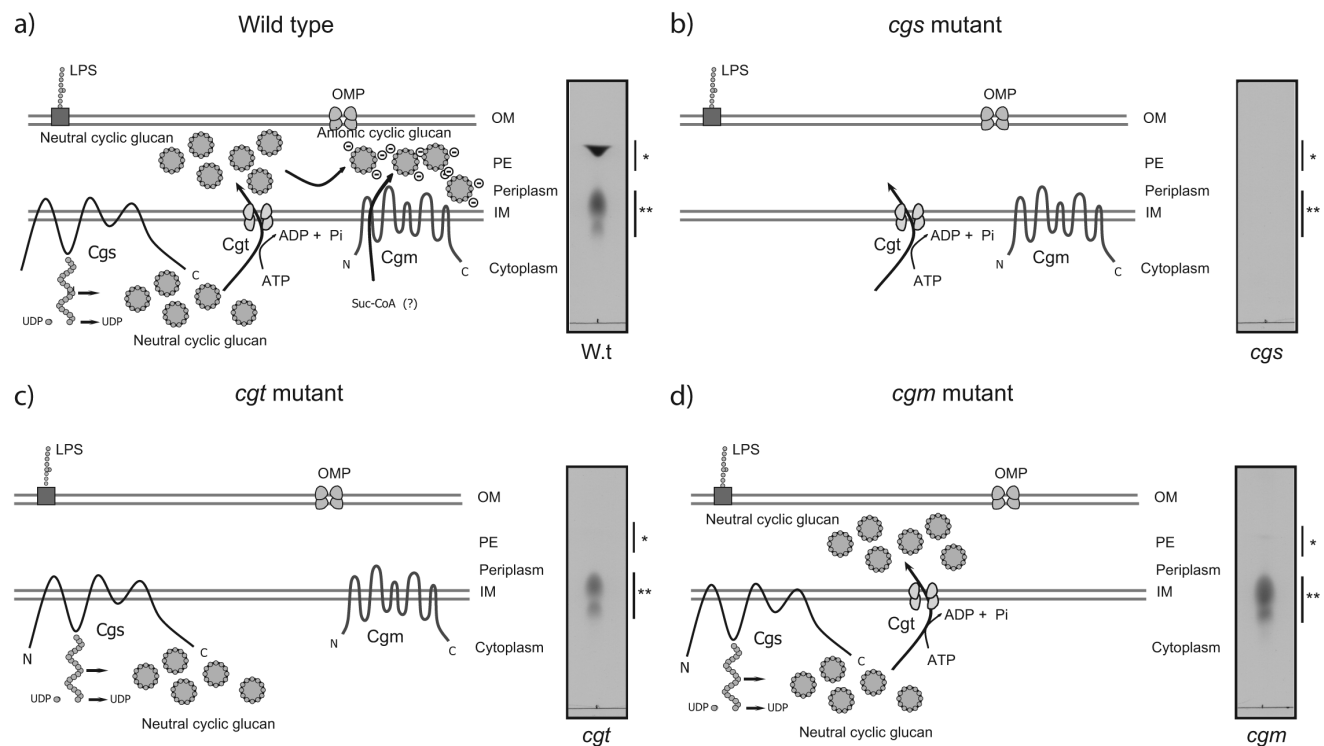 a)
Wild type
LPS
OMP
OM
Neutral cyclic glucan
Anionic cyclic glucan
PE
Periplasm
IM
Cgs
Cgt
ADP + Pi
ATP
N
Cgm
C
C
Cytoplasm
Suc-CoA (?)
UDP
UDP
Neutral cyclic glucan
*
**
W.t
b)
cgs mutant
LPS
OMP
OM
PE
Periplasm
IM
Cgt
ADP + Pi
ATP
N
Cgm
C
Cytoplasm
*
**
cgs
c)
cgt mutant
LPS
OMP
OM
PE
Periplasm
IM
Cgs
N
C
N
Cgm
C
Cytoplasm
UDP
UDP
Neutral cyclic glucan
*
**
cgt
d)
cgm mutant
LPS
OMP
OM
Neutral cyclic glucan
PE
Periplasm
IM
Cgs
Cgt
ADP + Pi
ATP
N
C
Cytoplasm
UDP
UDP
Neutral cyclic glucan
*
**
cgm